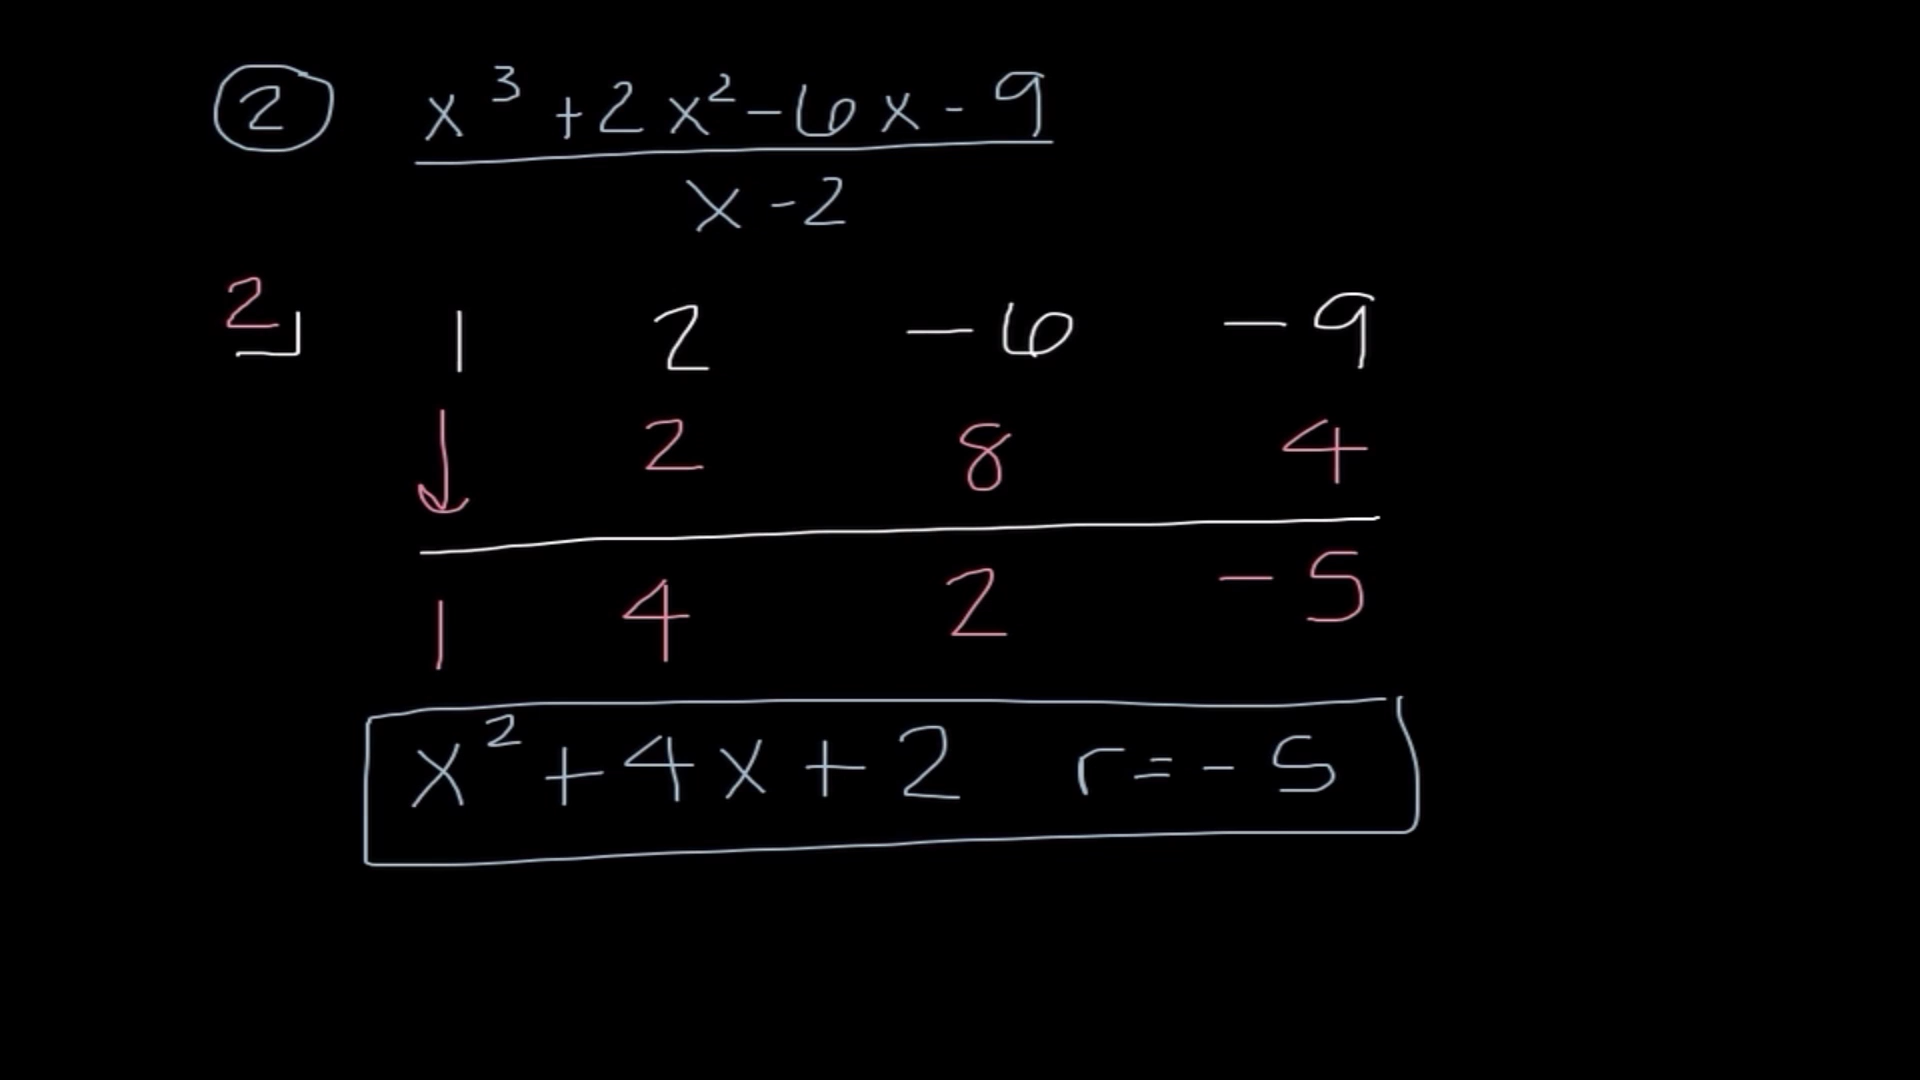 ② x³ + 2x² - 6x - 9
x - 2
2 1 2 - 6 - 9
2 8 4
1 4 2 - 5
x² + 4x + 2 r = - 5